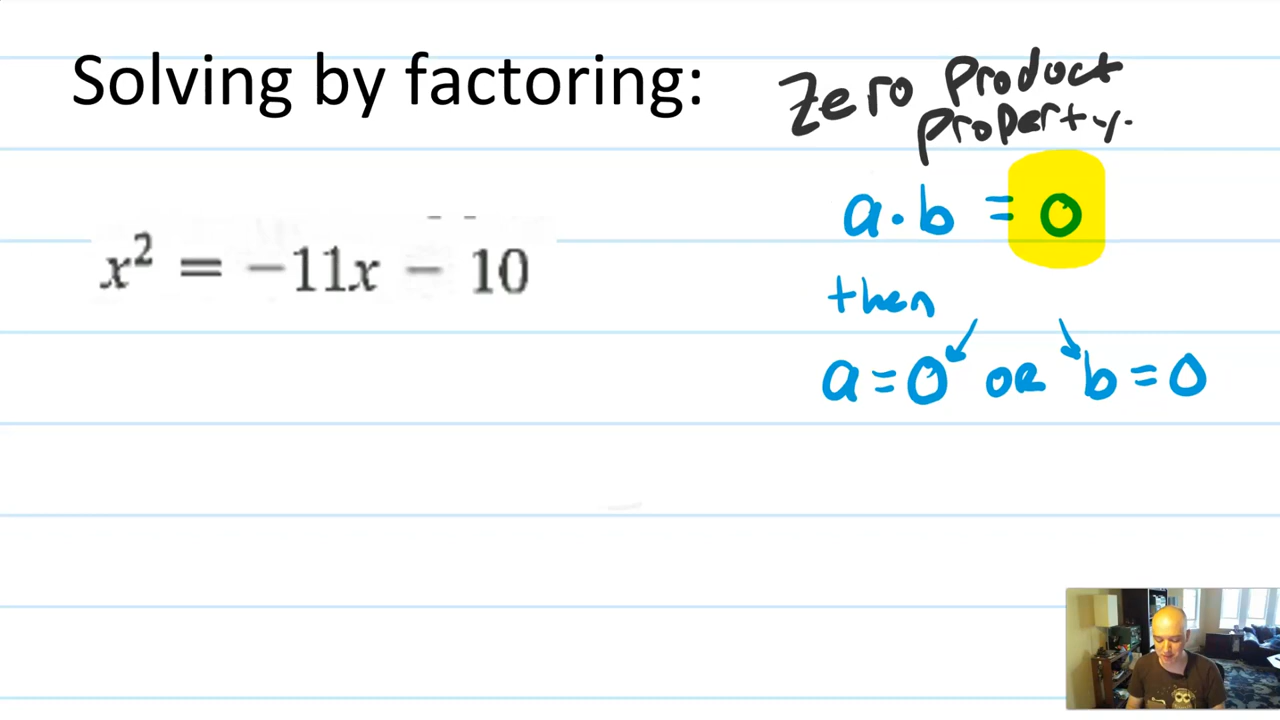 Solving by factoring:
Zero product
property.
x² = −11x − 10
a · b = 0
then
a = 0 or b = 0